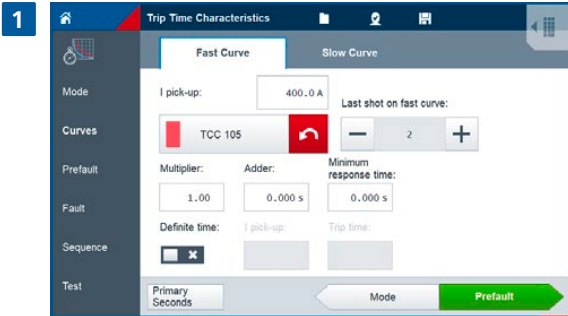 1
Trip Time Characteristics
Fast Curve
Slow Curve
Mode
Curves
Prefault
Fault
Sequence
Test
I pick-up:
400.0 A
Last shot on fast curve:
TCC 105
2
Multiplier:
Adder:
Minimum
response time:
1.00
0.000 s
0.000 s
Definite time:
I pick-up:
Trip time:
Primary
Seconds
Mode
Prefault